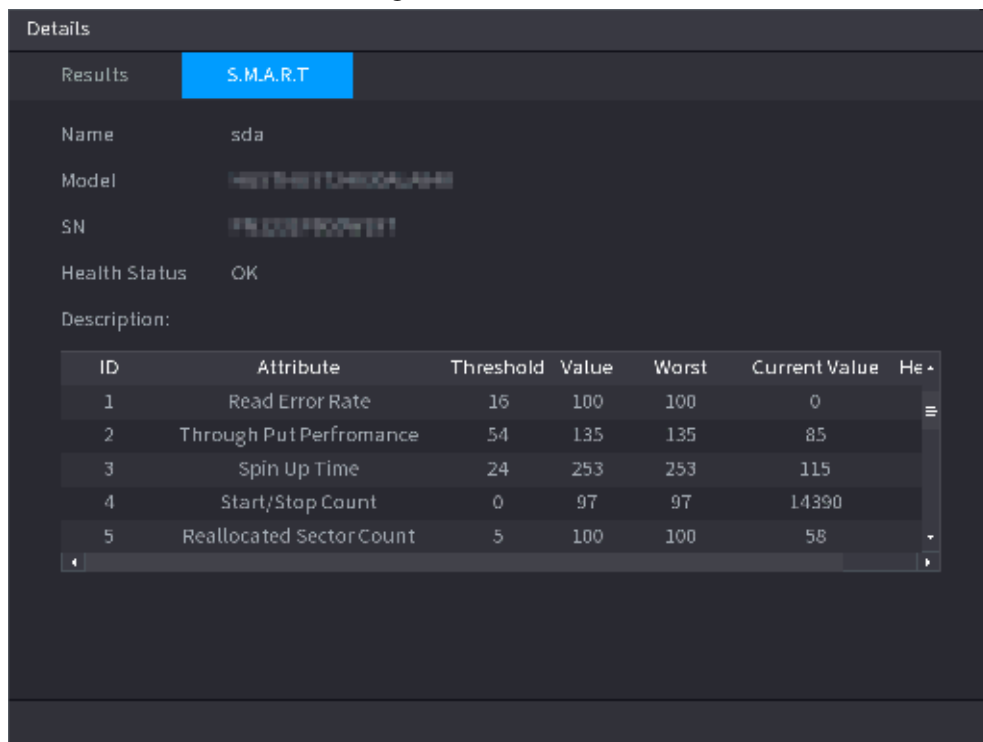 Details
Results S.M.A.R.T
Name sda
Model
SN
Health Status OK
Description:
ID Attribute Threshold Value Worst Current Value He
1 Read Error Rate 16 100 100 0
2 Through Put Perfromance 54 135 135 85
3 Spin Up Time 24 253 253 115
4 Start/Stop Count 0 97 97 14390
5 Reallocated Sector Count 5 100 100 58